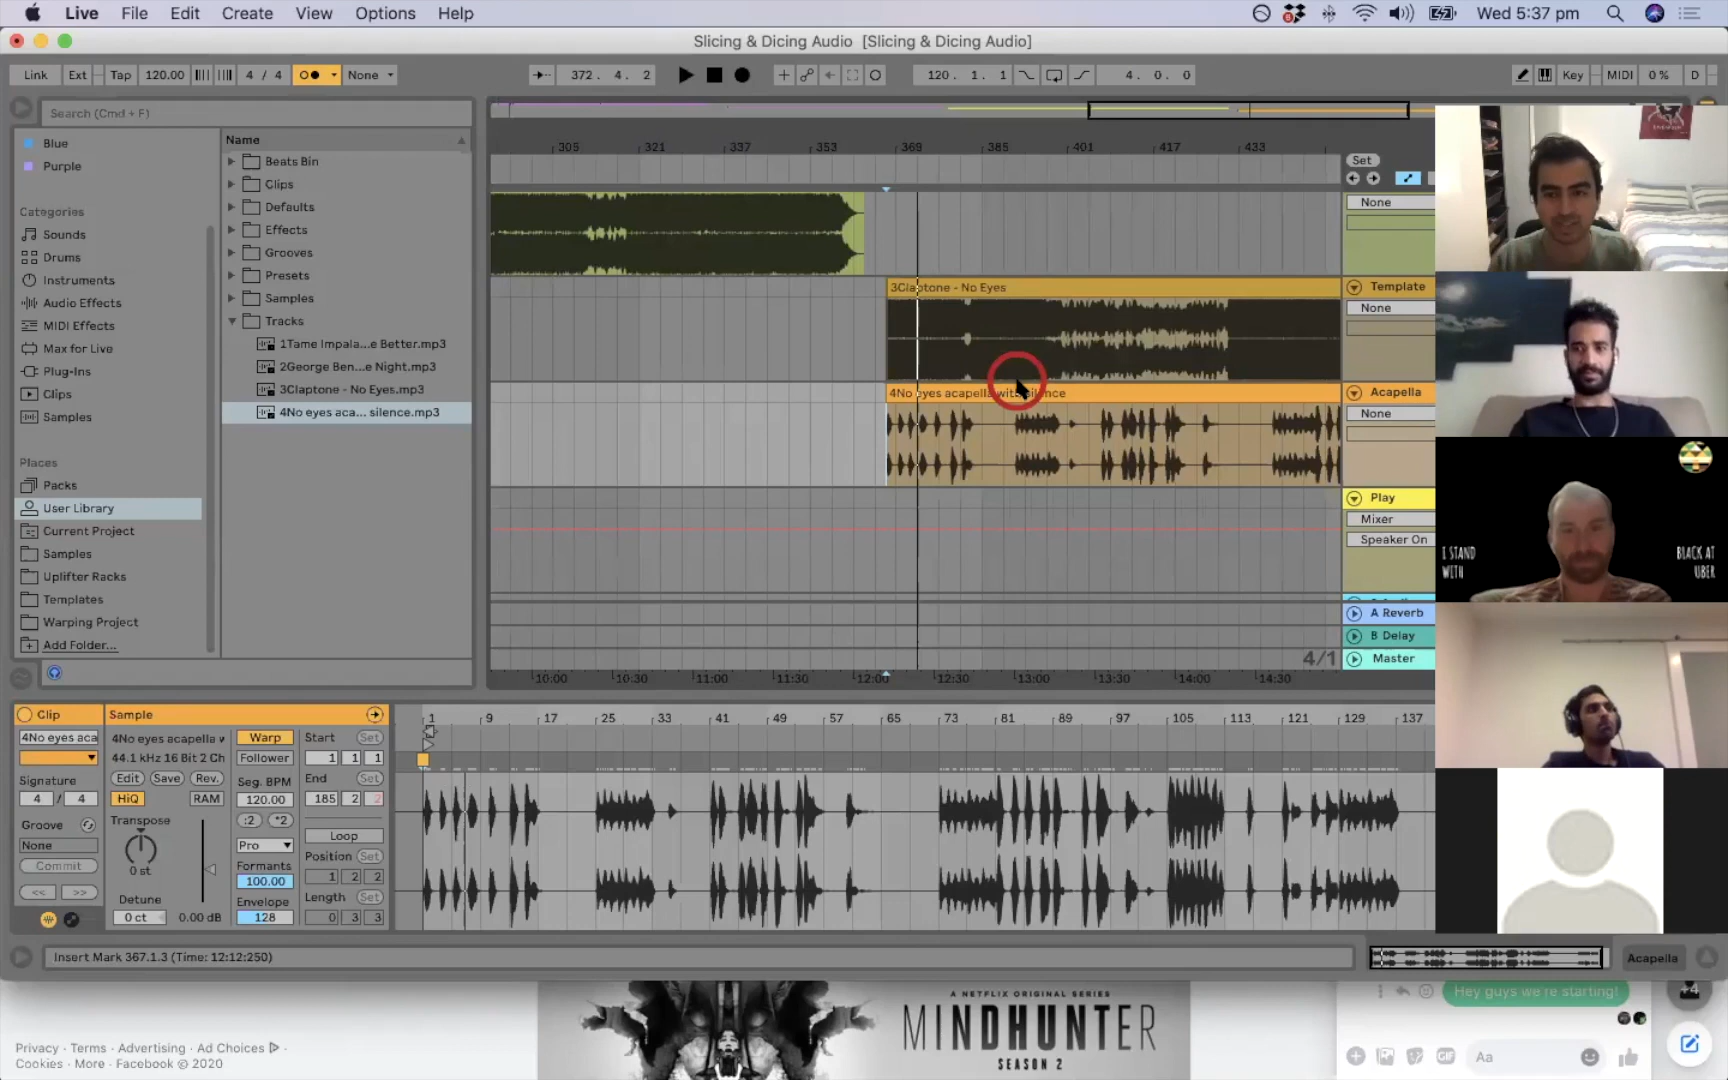 Live File Edit Create View Options Help Wed 5:37 pm
Slicing & Dicing Audio [Slicing & Dicing Audio]
Link Ext Tap 120.00 4 / 4 None 372. 4. 2 120. 1. 1 4. 0. 0 Key MIDI 0 % D
Search (Cmd + F)
Blue
Purple
Categories
Sounds
Drums
Instruments
Audio Effects
MIDI Effects
Max for Live
Plug-Ins
Clips
Samples
Places
Packs
User Library
Current Project
Samples
Uplifter Racks
Templates
Warping Project
Add Folder...
Name
Beats Bin
Clips
Defaults
Effects
Grooves
Presets
Samples
Tracks
1Tame Impala...e Better.mp3
2George Ben...e Night.mp3
3Claptone - No Eyes.mp3
4No eyes aca... silence.mp3
305 321 337 353 369 385 401 417 433
Set
None
3Claptone - No Eyes
Template
None
4No eyes acapella with silence
Acapella
None
Play
Mixer
Speaker On
A Reverb
B Delay
4/1
Master
10:00 10:30 11:00 11:30 12:00 12:30 13:00 13:30 14:00 14:30
I STAND
WITH
BLACK AT
UBER
Clip
4No eyes aca
Signature
4 / 4
Groove
None
Commit
<< >>
Sample
4No eyes acapella w
44.1 kHz 16 Bit 2 Ch
Edit Save Rev.
HiQ RAM
Transpose
0 st
Detune
0 ct 0.00 dB
Warp
Follower
Seg. BPM
120.00
:2 *2
Pro
Formants
100.00
Envelope
128
Start Set
1 1 1
End Set
185 2 2
Loop
Position Set
1 2 2
Length Set
0 3 3
1 9 17 25 33 41 49 57 65 73 81 89 97 105 113 121 129 137
Insert Mark 367.1.3 (Time: 12:12:250)
Acapella
Privacy · Terms · Advertising · Ad Choices ·
Cookies · More · Facebook © 2020
A NETFLIX ORIGINAL SERIES
MINDHUNTER
SEASON 2
Hey guys we're starting!
+4
GIF
Aa